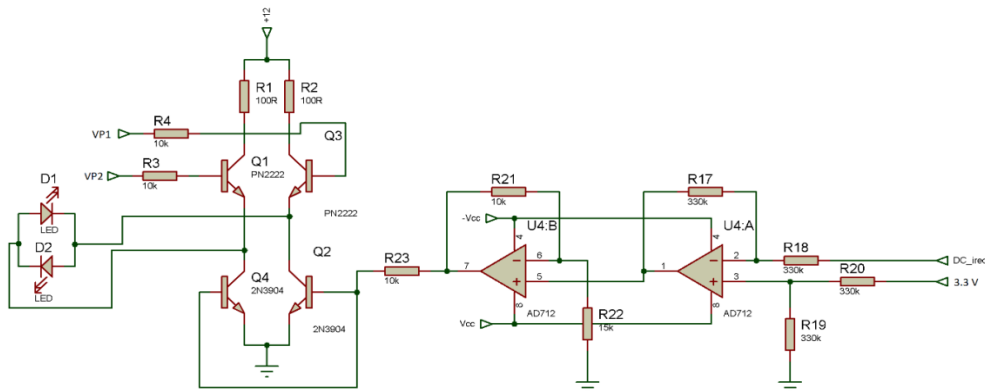 +12
R1
100R
R2
100R
R4
VP1
10k
Q3
R3
VP2
10k
Q1
PN2222
PN2222
D1
LED
D2
LED
Q2
Q4
2N3904
2N3904
R23
10k
R21
10k
-Vcc
U4:B
4
6
7
5
8
AD712
Vcc
R22
15k
R17
330k
U4:A
4
2
1
3
8
AD712
R18
330k
DC_irec
R20
330k
3.3 V
R19
330k